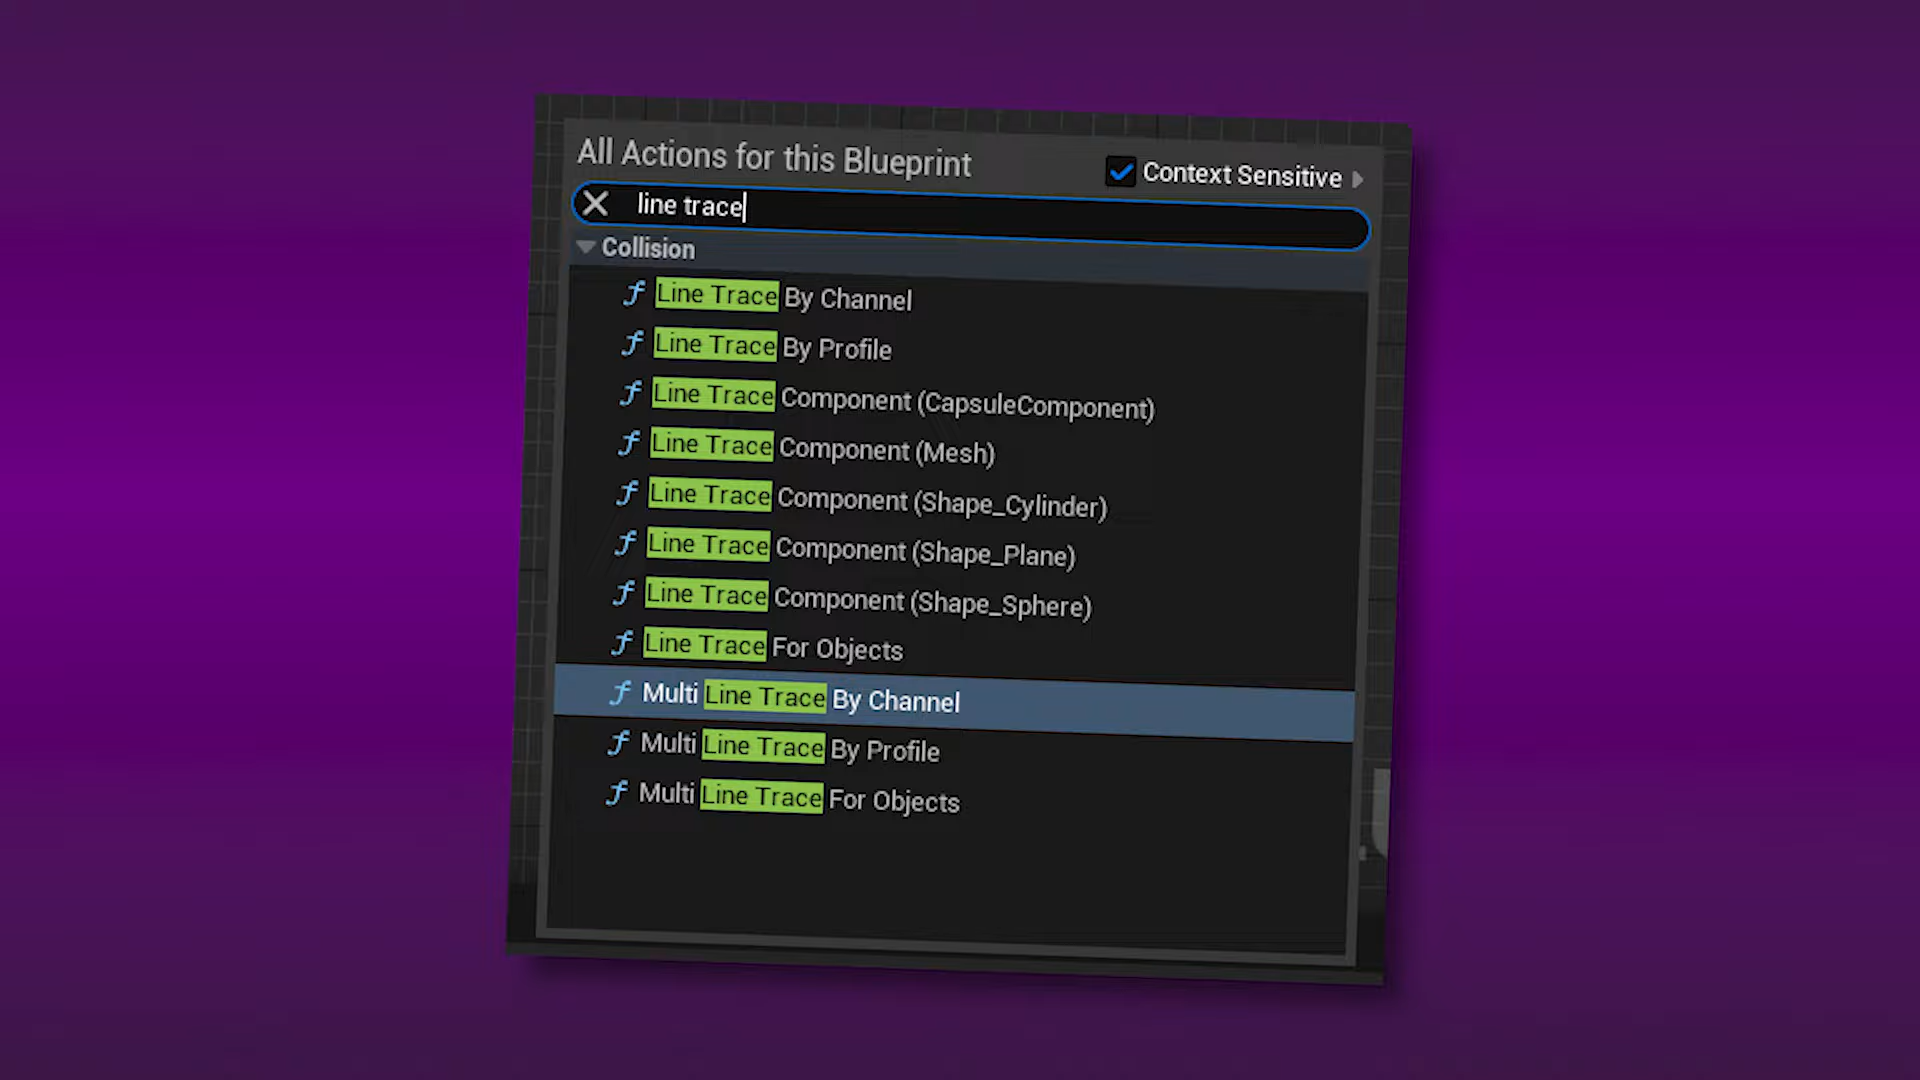 All Actions for this Blueprint
Context Sensitive
line trace
Collision
f Line Trace By Channel
f Line Trace By Profile
f Line Trace Component (CapsuleComponent)
f Line Trace Component (Mesh)
f Line Trace Component (Shape_Cylinder)
f Line Trace Component (Shape_Plane)
f Line Trace Component (Shape_Sphere)
f Line Trace For Objects
f Multi Line Trace By Channel
f Multi Line Trace By Profile
f Multi Line Trace For Objects